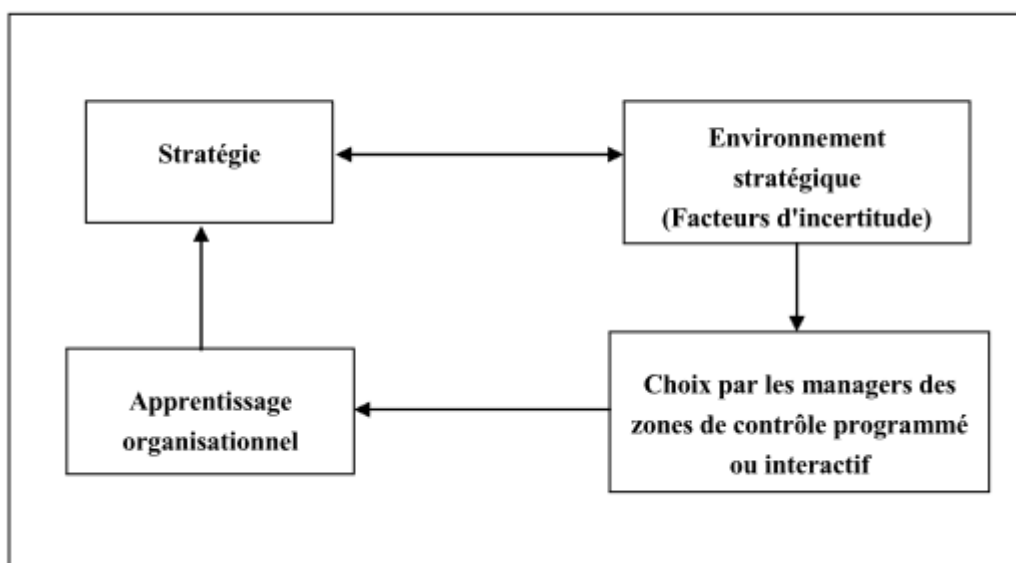 Stratégie
Environnement
stratégique
(Facteurs d'incertitude)
Apprentissage
organisationnel
Choix par les managers des
zones de contrôle programmé
ou interactif